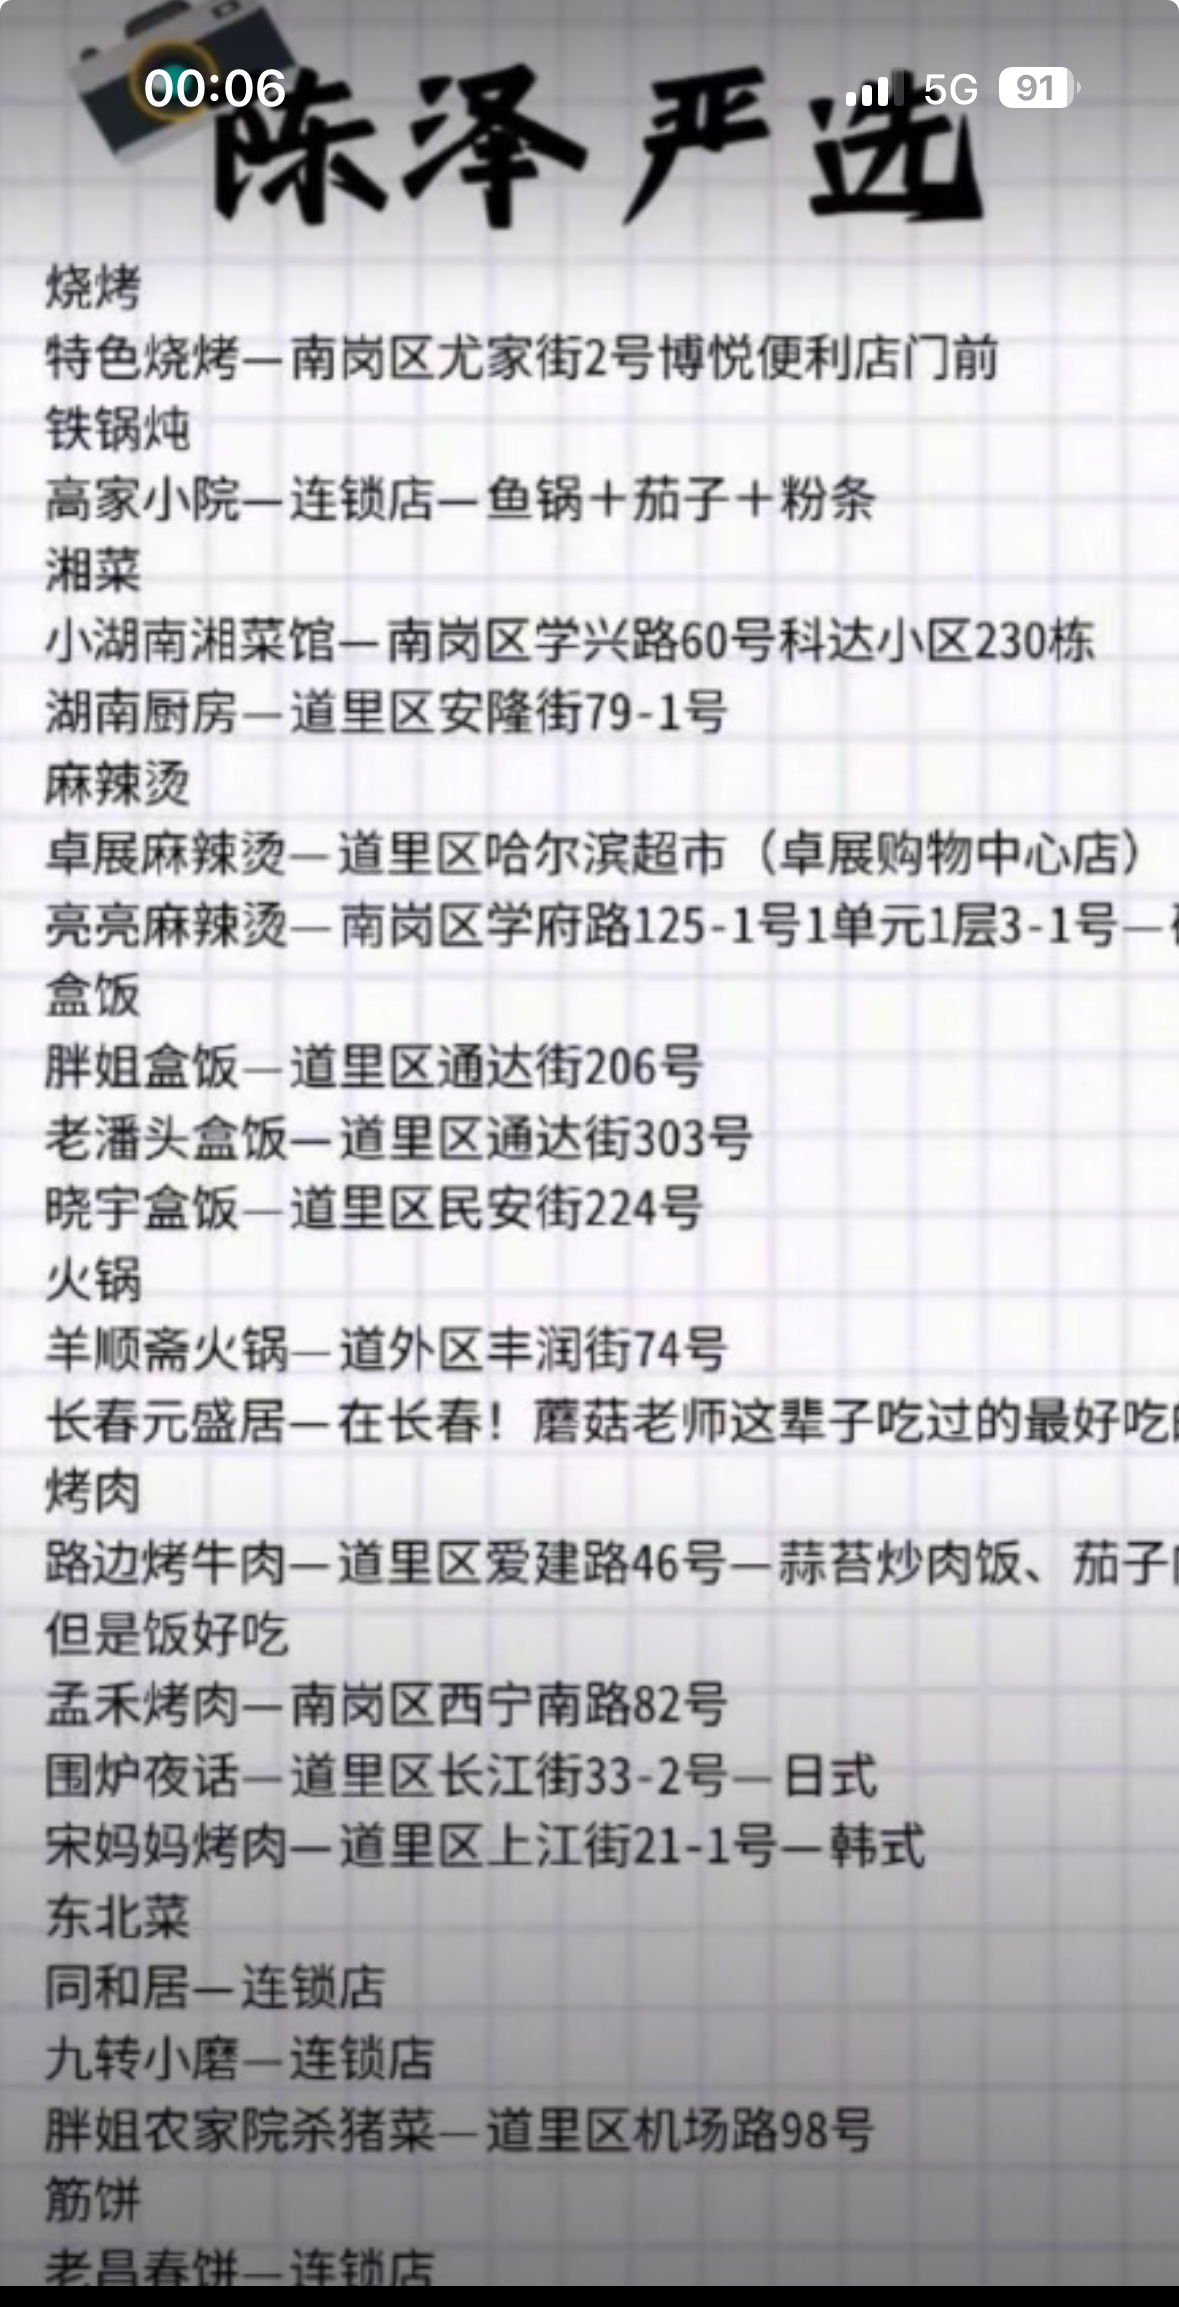 00:06 5G 91
陈泽严选
烧烤
特色烧烤—南岗区尤家街2号博悦便利店门前
铁锅炖
高家小院—连锁店—鱼锅+茄子+粉条
湘菜
小湖南湘菜馆—南岗区学兴路60号科达小区230栋
湖南厨房—道里区安隆街79-1号
麻辣烫
卓展麻辣烫—道里区哈尔滨超市（卓展购物中心店）
亮亮麻辣烫—南岗区学府路125-1号1单元1层3-1号—
盒饭
胖姐盒饭—道里区通达街206号
老潘头盒饭—道里区通达街303号
晓宇盒饭—道里区民安街224号
火锅
羊顺斋火锅—道外区丰润街74号
长春元盛居—在长春！蘑菇老师这辈子吃过的最好吃
烤肉
路边烤牛肉—道里区爱建路46号—蒜苔炒肉饭、茄子
但是饭好吃
孟禾烤肉—南岗区西宁南路82号
围炉夜话—道里区长江街33-2号—日式
宋妈妈烤肉—道里区上江街21-1号—韩式
东北菜
同和居—连锁店
九转小磨—连锁店
胖姐农家院杀猪菜—道里区机场路98号
筋饼
老昌春饼—连锁店